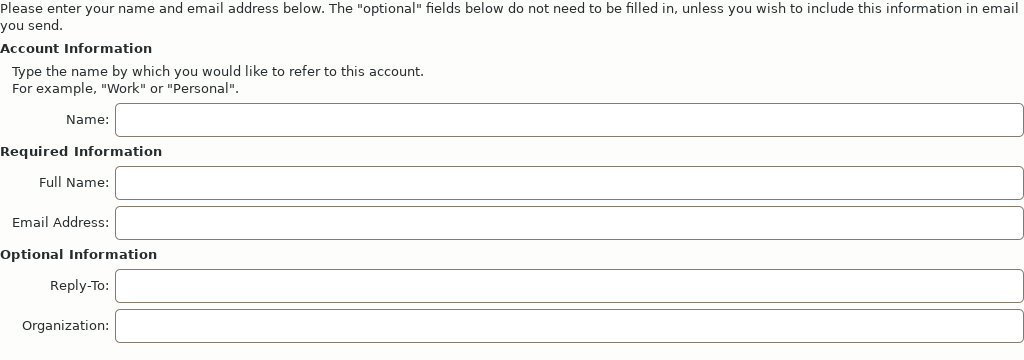 Please enter your name and email address below. The "optional" fields below do not need to be filled in, unless you wish to include this information in email
you send.
Account Information
Type the name by which you would like to refer to this account.
For example, "Work" or "Personal".
Name:
Required Information
Full Name:
Email Address:
Optional Information
Reply-To:
Organization: